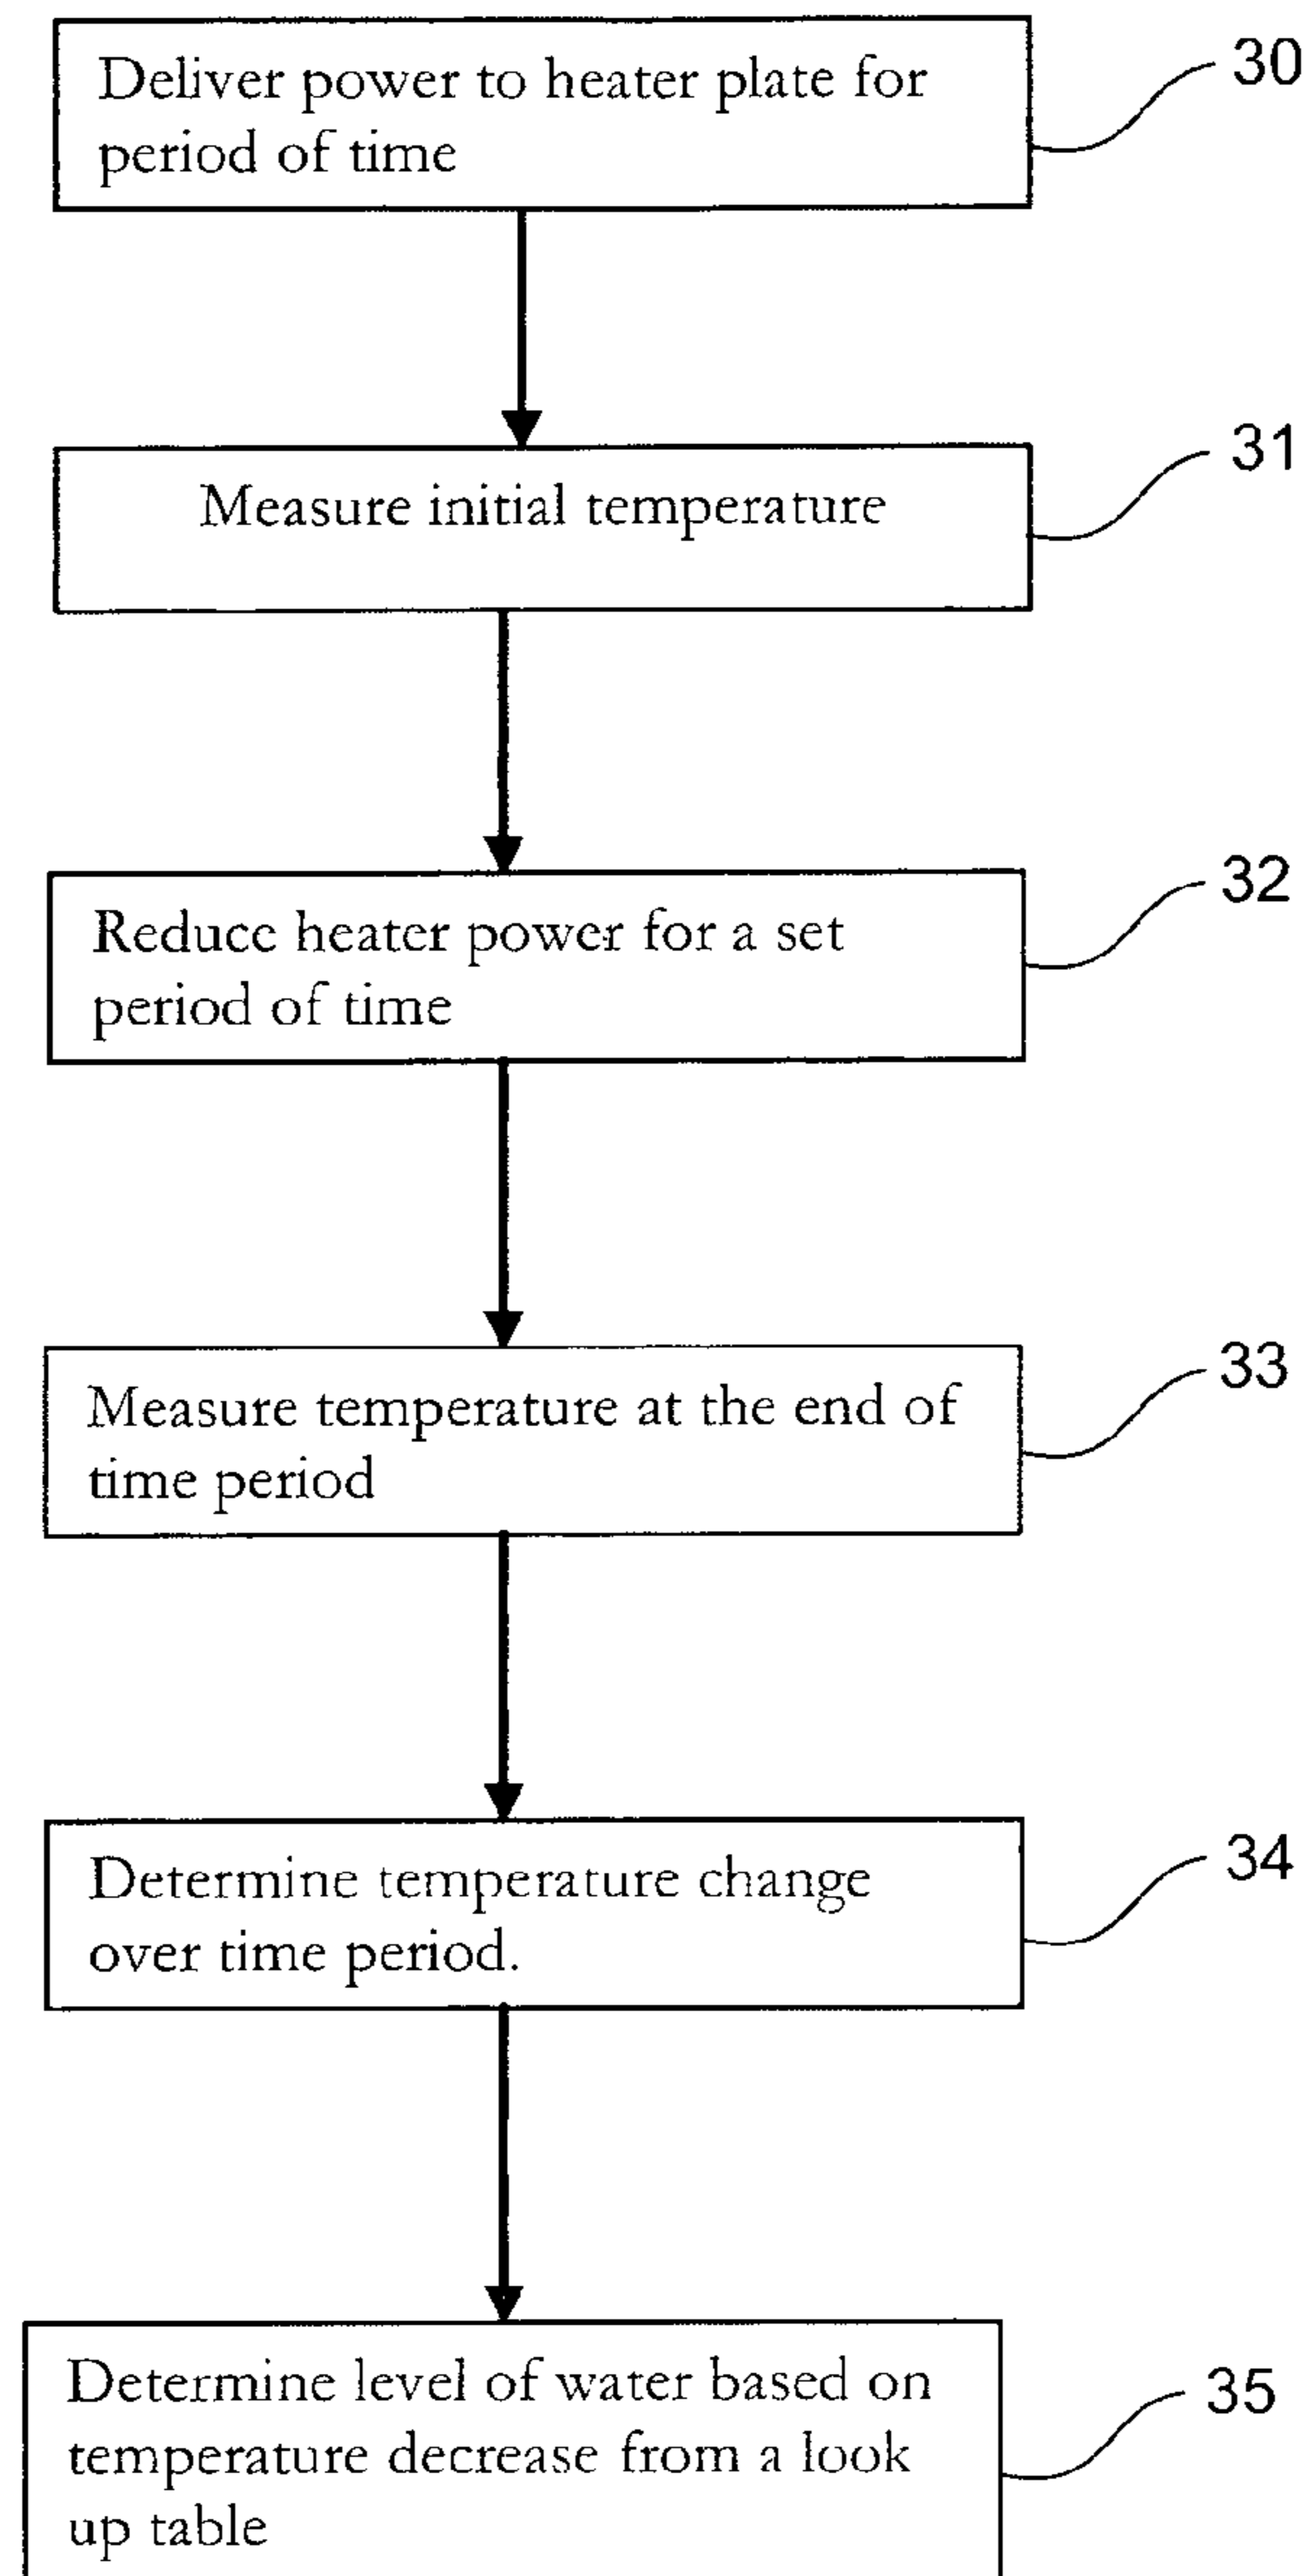 Deliver power to heater plate for
period of time
30
Measure initial temperature
31
Reduce heater power for a set
period of time
32
Measure temperature at the end of
time period
33
Determine temperature change
over time period.
34
Determine level of water based on
temperature decrease from a look
up table
35